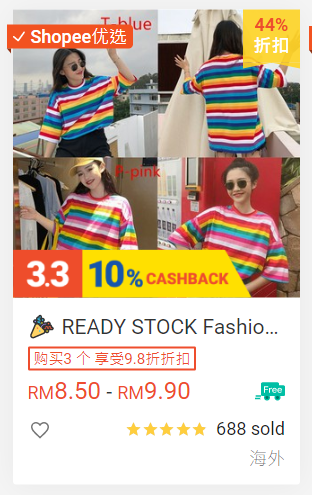 T-blue
Shopee优选
44%
折扣
T-pink
3.3
10% CASHBACK
READY STOCK Fashio...
购买3 个 享受9.8折折扣
RM8.50 - RM9.90
Free
688 sold
海外